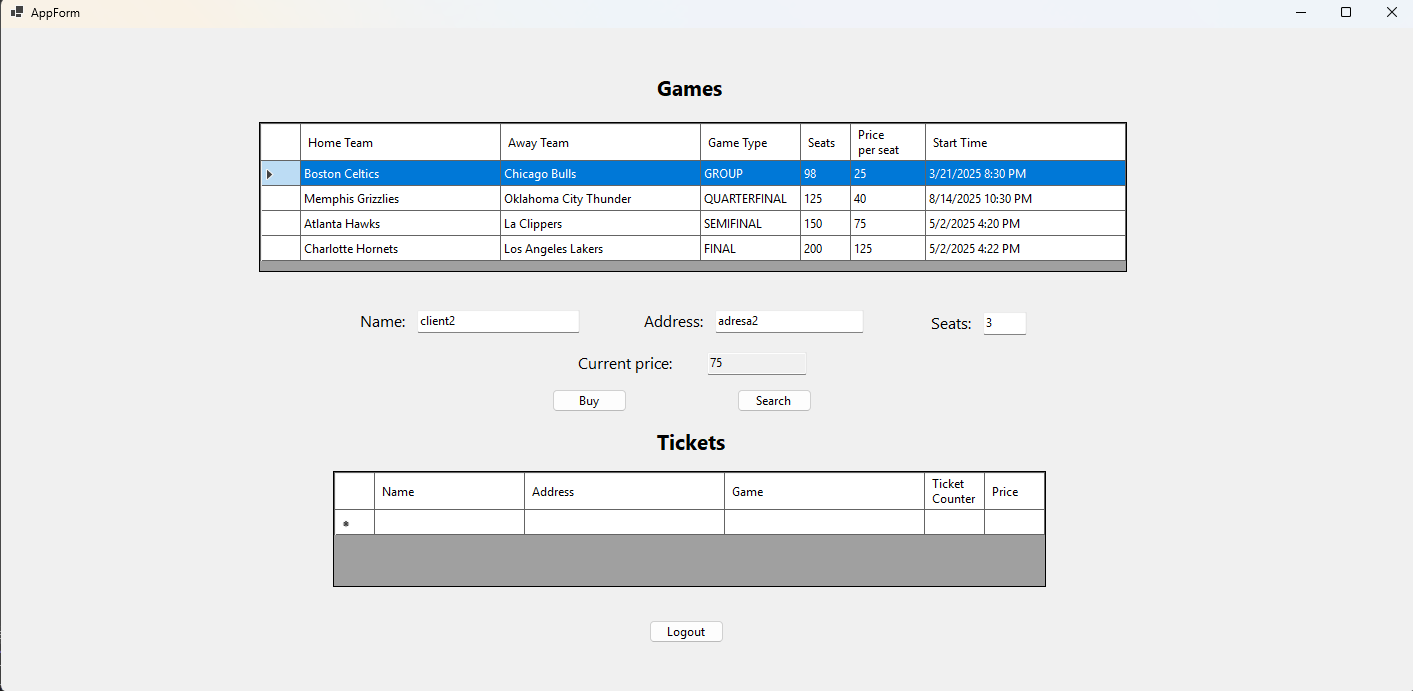 AppForm
Games
Home Team Away Team Game Type Seats Price per seat Start Time
Boston Celtics Chicago Bulls GROUP 98 25 3/21/2025 8:30 PM
Memphis Grizzlies Oklahoma City Thunder QUARTERFINAL 125 40 8/14/2025 10:30 PM
Atlanta Hawks La Clippers SEMIFINAL 150 75 5/2/2025 4:20 PM
Charlotte Hornets Los Angeles Lakers FINAL 200 125 5/2/2025 4:22 PM
Name: client2 Address: adresa2 Seats: 3
Current price: 75
Buy Search
Tickets
Name Address Game Ticket Counter Price
Logout